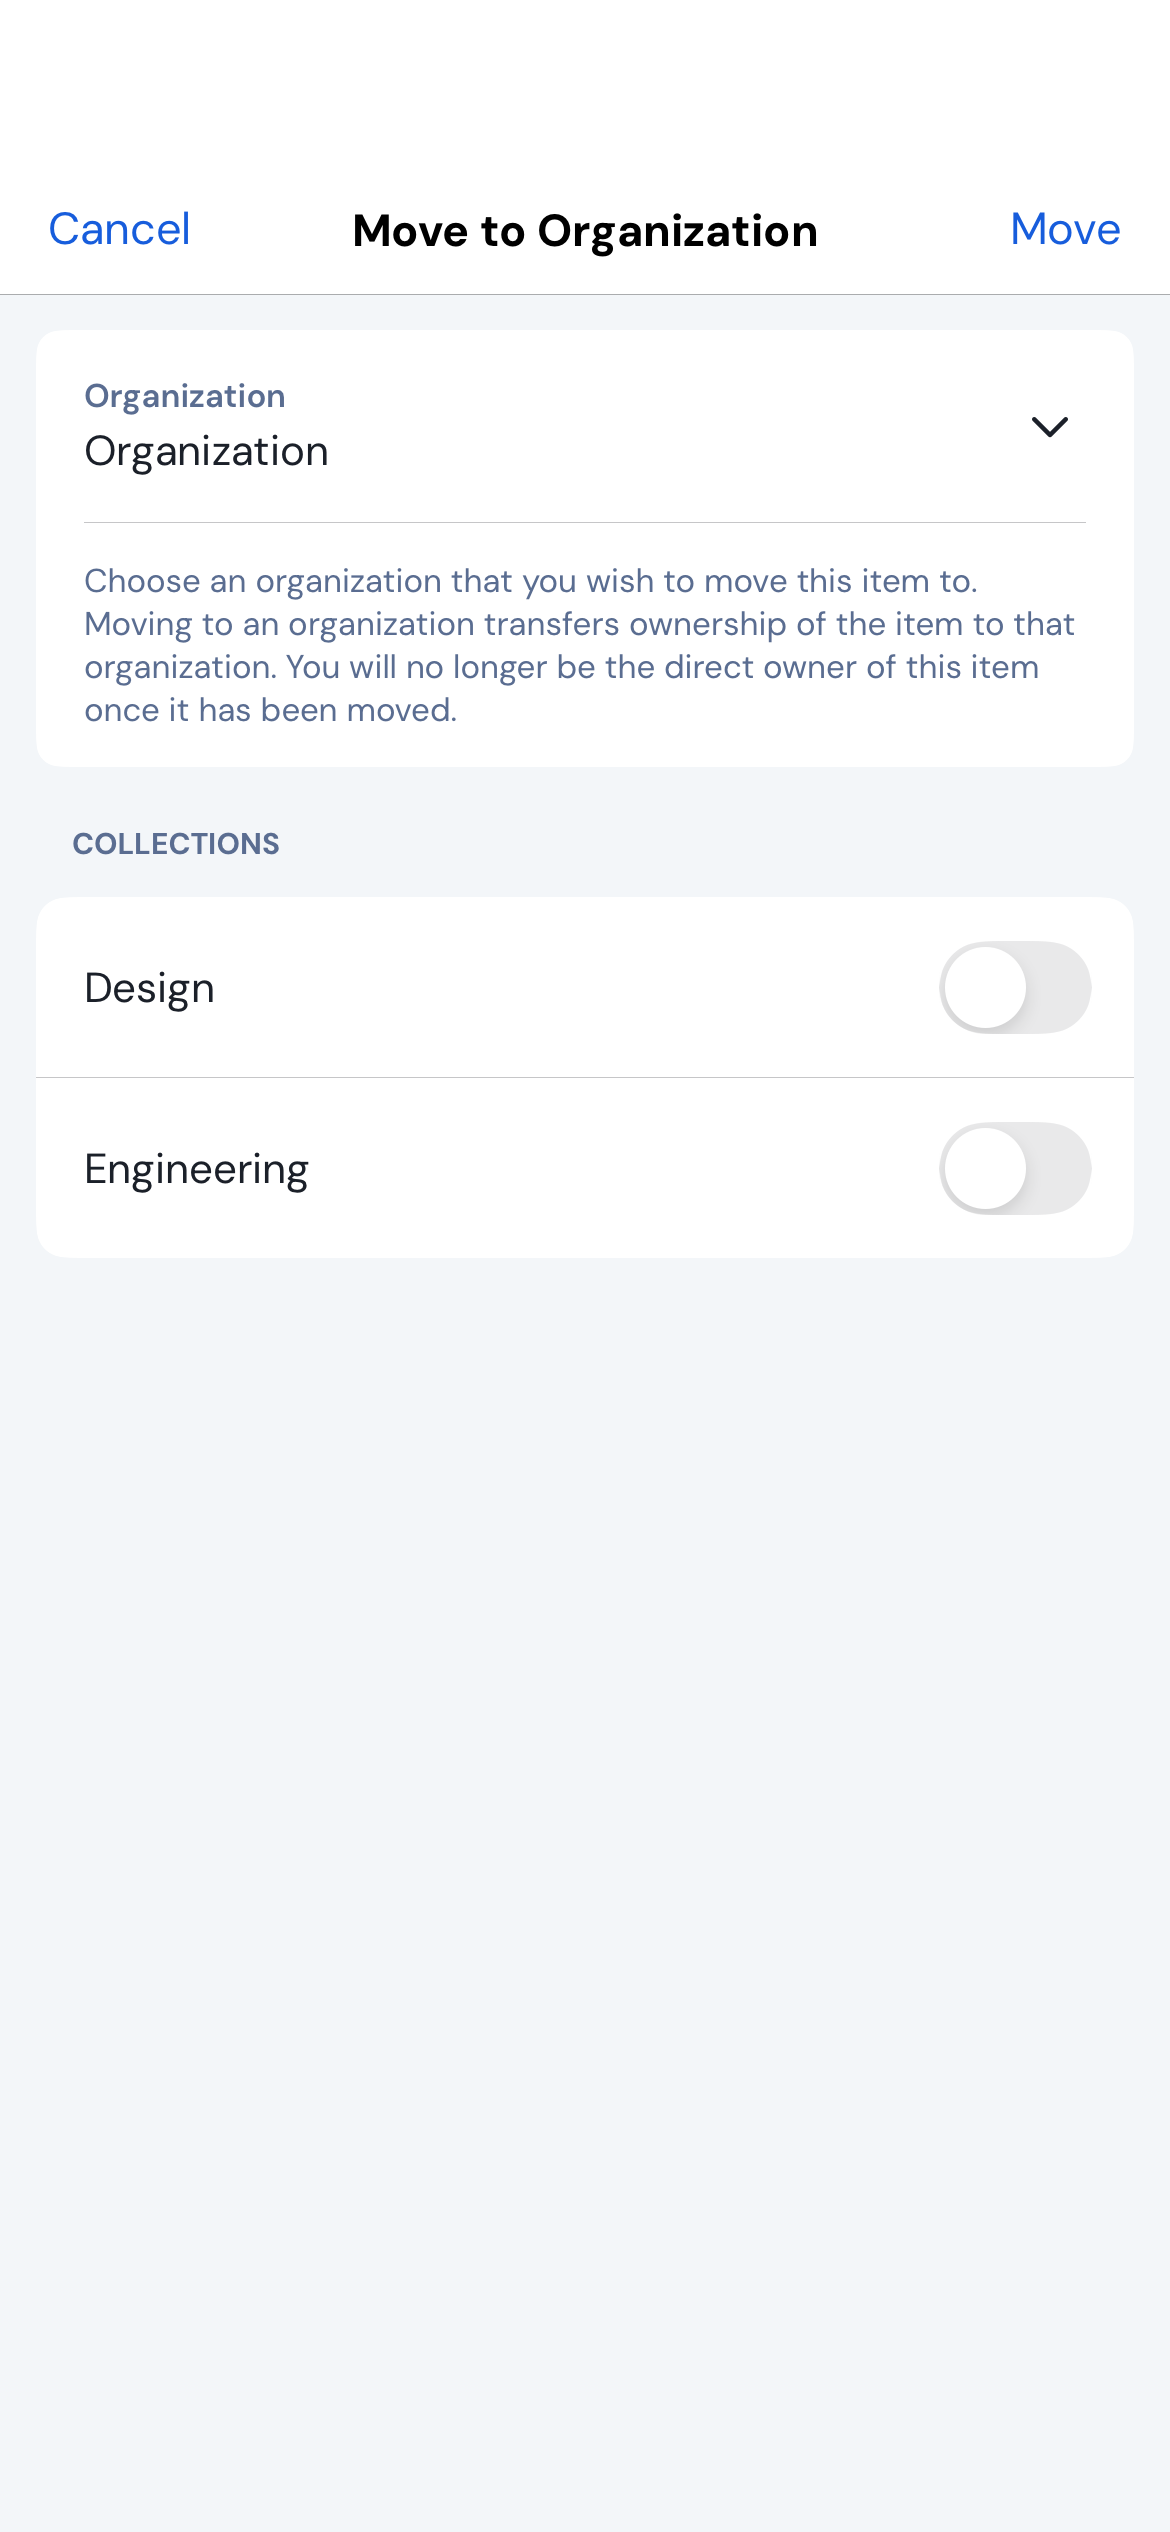 Cancel
Move to Organization
Move
Organization
Organization
Choose an organization that you wish to move this item to.
Moving to an organization transfers ownership of the item to that
organization. You will no longer be the direct owner of this item
once it has been moved.
COLLECTIONS
Design
Engineering